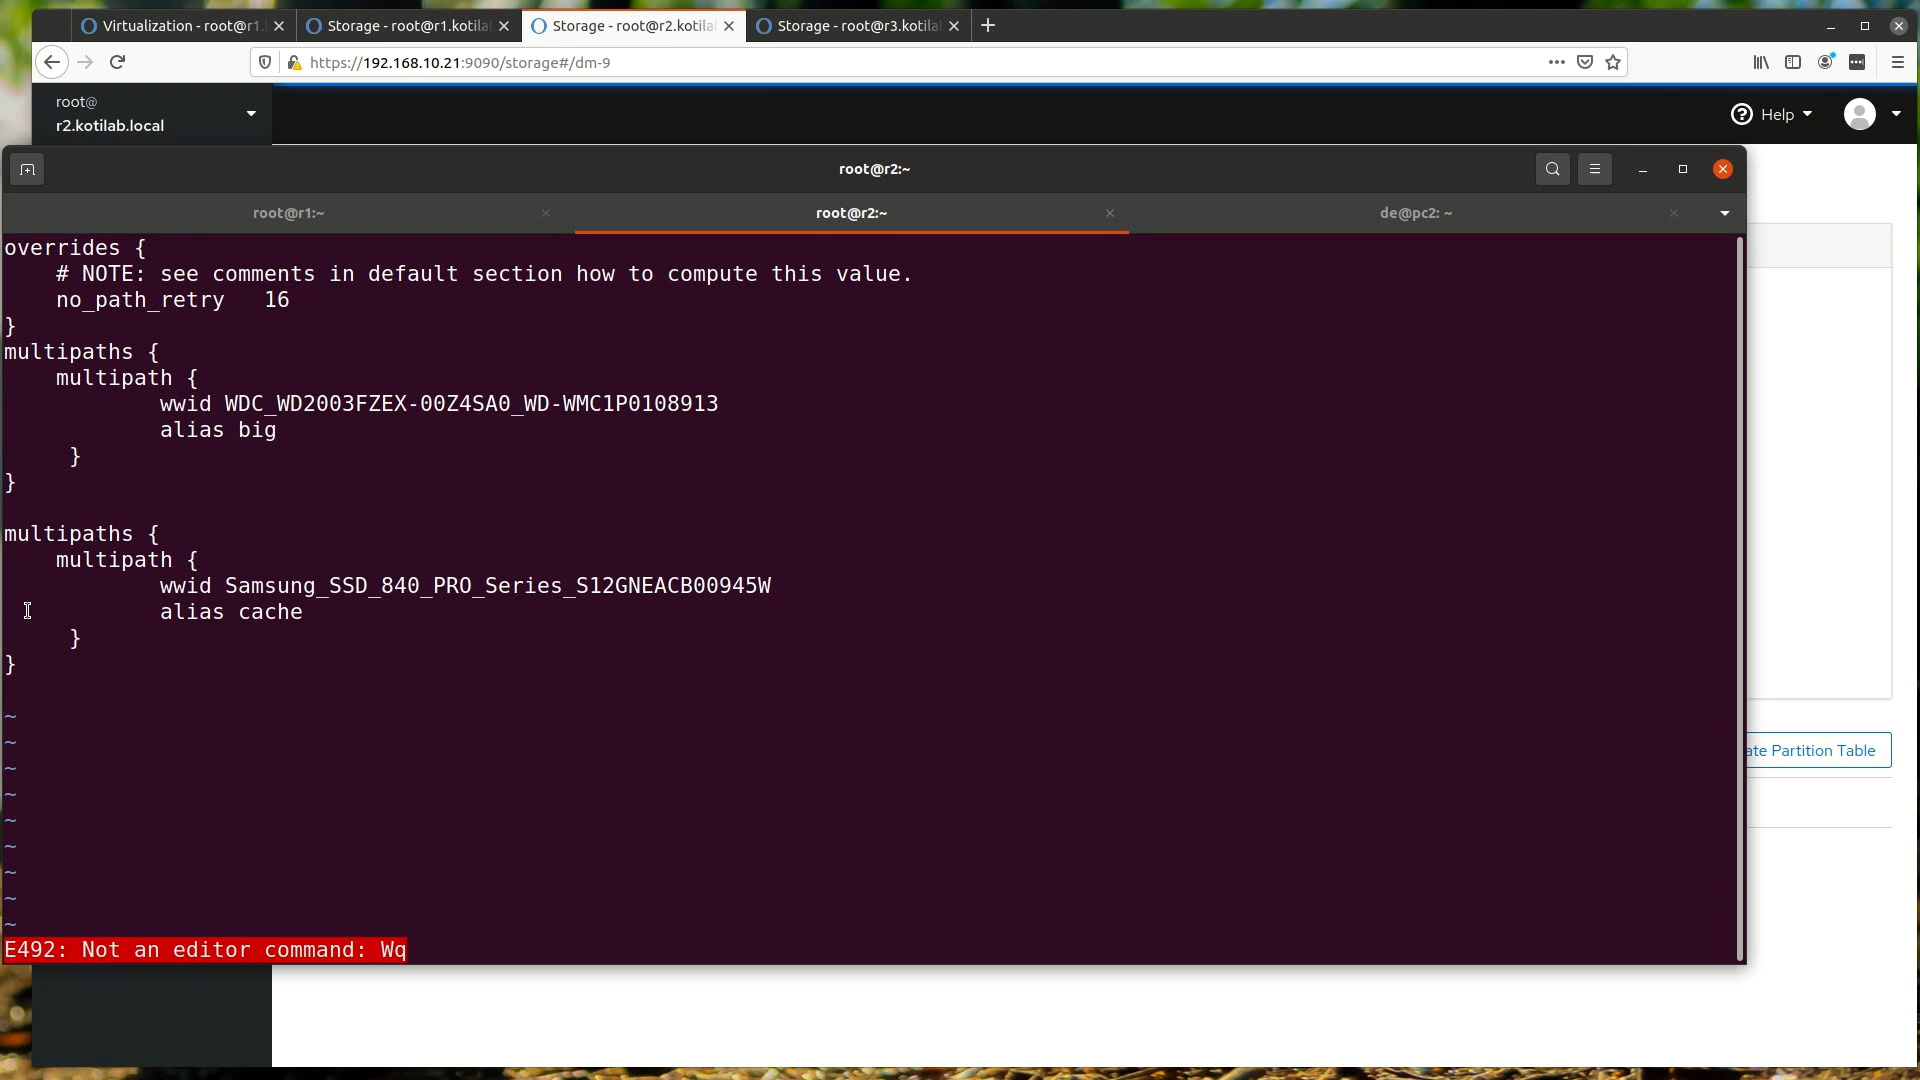 Virtualization - root@r1.
Storage - root@r1.kotila
Storage - root@r2.kotila
Storage - root@r3.kotila
https://192.168.10.21:9090/storage#/dm-9
root@
r2.kotilab.local
Help
root@r2:~
root@r1:~
root@r2:~
de@pc2: ~
overrides {
    # NOTE: see comments in default section how to compute this value.
    no_path_retry   16
}
multipaths {
    multipath {
            wwid WDC_WD2003FZEX-00Z4SA0_WD-WMC1P0108913
            alias big
     }
}
multipaths {
    multipath {
            wwid Samsung_SSD_840_PRO_Series_S12GNEACB00945W
            alias cache
     }
}
~
~
~
~
~
~
~
~
~
E492: Not an editor command: Wq
ate Partition Table